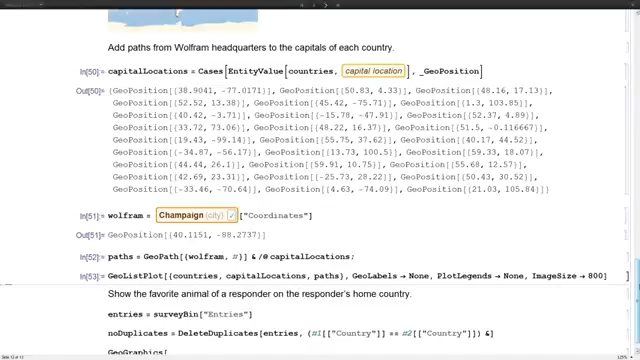 Add paths from Wolfram headquarters to the capitals of each country.
In[50]:= capitalLocations = Cases[EntityValue[countries, capital location], _GeoPosition]
Out[50]= {GeoPosition[{38.9041, -77.0171}], GeoPosition[{50.83, 4.33}], GeoPosition[{48.16, 17.13}],
GeoPosition[{52.52, 13.38}], GeoPosition[{45.42, -75.71}], GeoPosition[{1.3, 103.85}],
GeoPosition[{40.42, -3.71}], GeoPosition[{-15.78, -47.91}], GeoPosition[{52.37, 4.89}],
GeoPosition[{33.72, 73.06}], GeoPosition[{48.22, 16.37}], GeoPosition[{51.5, -0.116667}],
GeoPosition[{19.43, -99.14}], GeoPosition[{55.75, 37.62}], GeoPosition[{40.17, 44.52}],
GeoPosition[{-34.87, -56.17}], GeoPosition[{13.73, 100.5}], GeoPosition[{59.33, 18.07}],
GeoPosition[{44.44, 26.1}], GeoPosition[{59.91, 10.75}], GeoPosition[{55.68, 12.57}],
GeoPosition[{42.69, 23.31}], GeoPosition[{-25.73, 28.22}], GeoPosition[{50.43, 30.52}],
GeoPosition[{-33.46, -70.64}], GeoPosition[{4.63, -74.09}], GeoPosition[{21.03, 105.84}]}
In[51]:= wolfram = Champaign (city) ✓ ["Coordinates"]
Out[51]= GeoPosition[{40.1151, -88.2737}]
In[52]:= paths = GeoPath[{wolfram, #}] & /@ capitalLocations;
In[53]:= GeoListPlot[{countries, capitalLocations, paths}, GeoLabels → None, PlotLegends → None, ImageSize → 800]
Show the favorite animal of a responder on the responder's home country.
entries = surveyBin["Entries"]
noDuplicates = DeleteDuplicates[entries, (#1[["Country"]] == #2[["Country"]]) &]
GeoGraphics[
Slide 12 of 13
125%